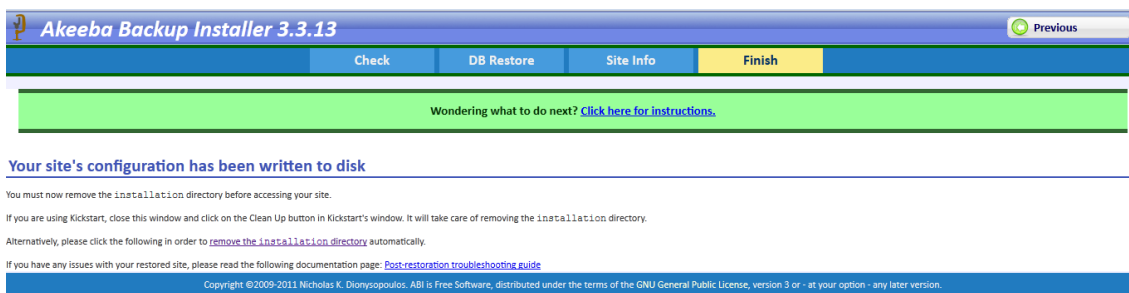 Akeeba Backup Installer 3.3.13
Previous
Check DB Restore Site Info Finish
Wondering what to do next? Click here for instructions.
Your site's configuration has been written to disk
You must now remove the installation directory before accessing your site.
If you are using Kickstart, close this window and click on the Clean Up button in Kickstart's window. It will take care of removing the installation directory.
Alternatively, please click the following in order to remove the installation directory automatically.
If you have any issues with your restored site, please read the following documentation page: Post-restoration troubleshooting guide
Copyright ©2009-2011 Nicholas K. Dionysopoulos. ABI is Free Software, distributed under the terms of the GNU General Public License, version 3 or - at your option - any later version.